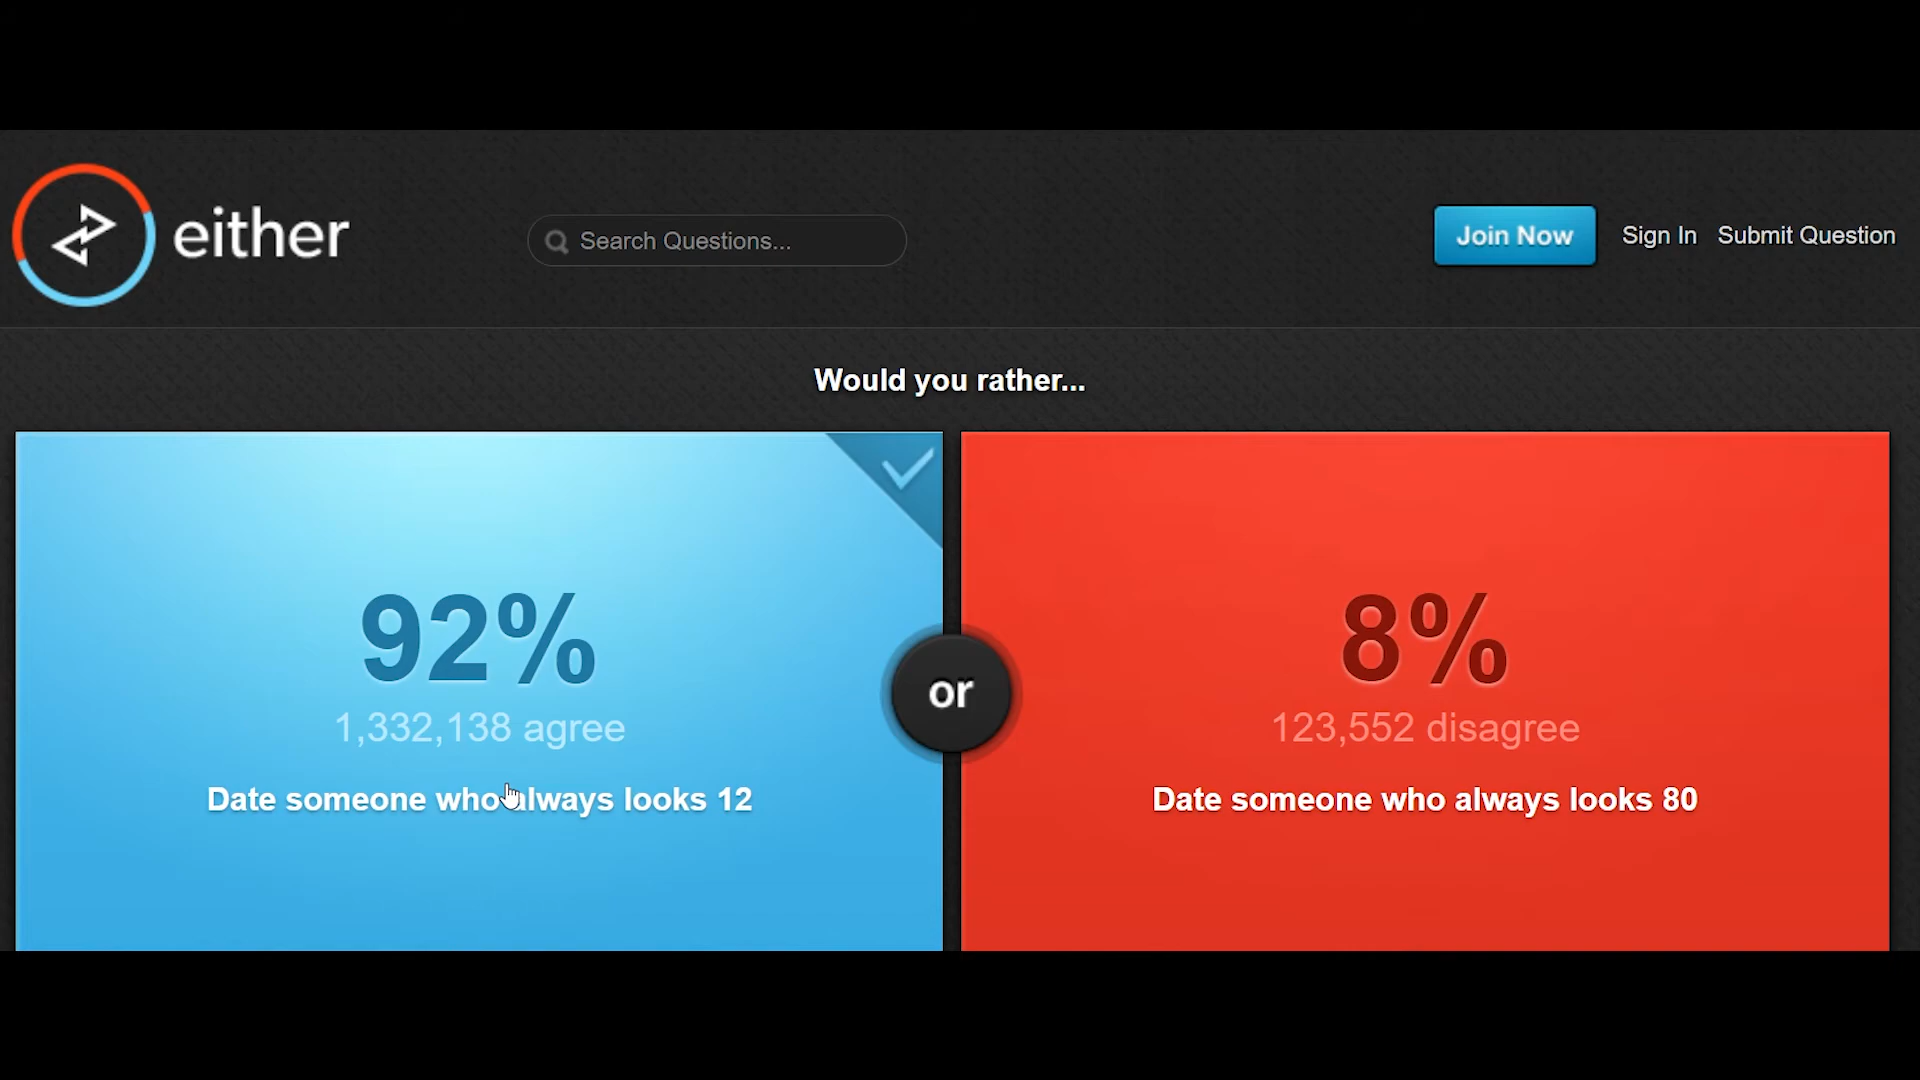 either
Search Questions...
Join Now
Sign In
Submit Question
Would you rather...
92%
1,332,138 agree
Date someone who always looks 12
or
8%
123,552 disagree
Date someone who always looks 80